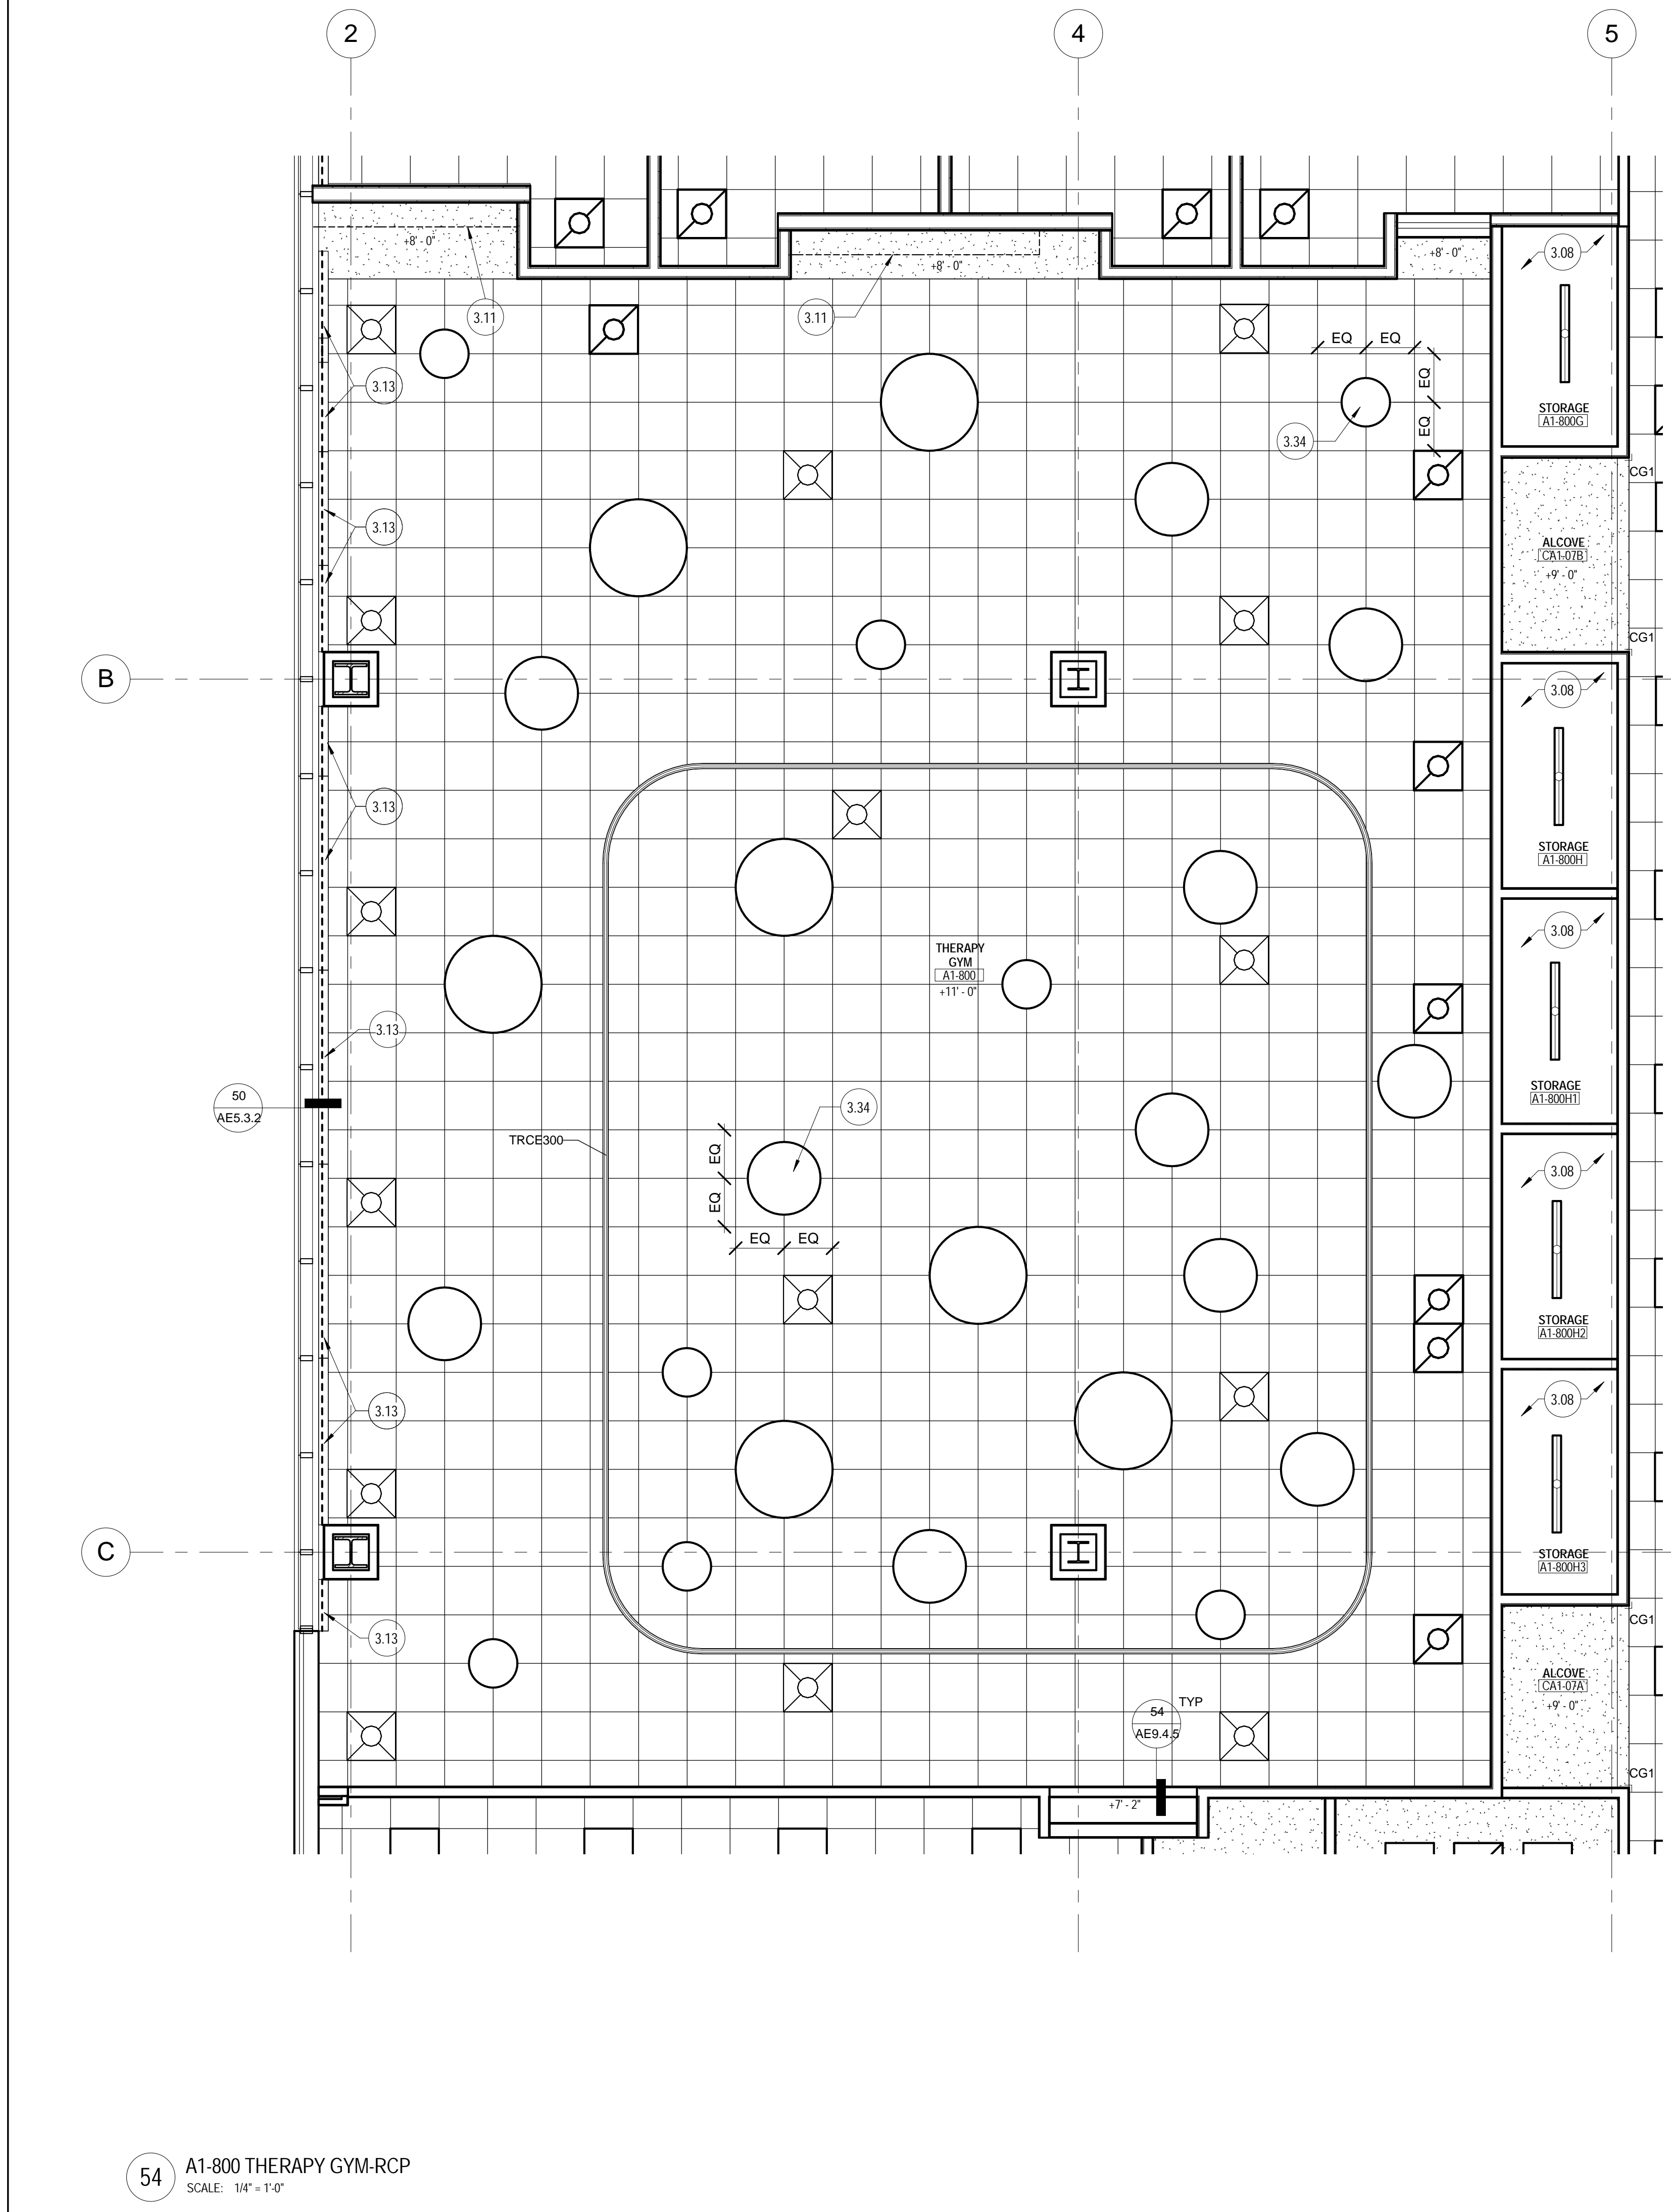 2
4
5
+8' - 0"
+8' - 0"
+8' - 0"
3.08
3.11
3.11
EQ
EQ
EQ
EQ
3.13
3.34
STORAGE
A1-800G
CG1
3.13
ALCOVE
CA1-07B
+9' - 0"
CG1
B
3.08
3.13
STORAGE
A1-800H
3.08
THERAPY
GYM
A1-800
+11' - 0"
3.13
STORAGE
A1-800H1
50
AE5.3.2
3.34
TRCE300
EQ
EQ
EQ
EQ
3.08
STORAGE
A1-800H2
3.13
3.08
C
STORAGE
A1-800H3
3.13
CG1
ALCOVE
CA1-07A
+9' - 0"
54
AE9.4.5
TYP
CG1
+7' - 2"
54
A1-800 THERAPY GYM-RCP
SCALE: 1/4" = 1'-0"